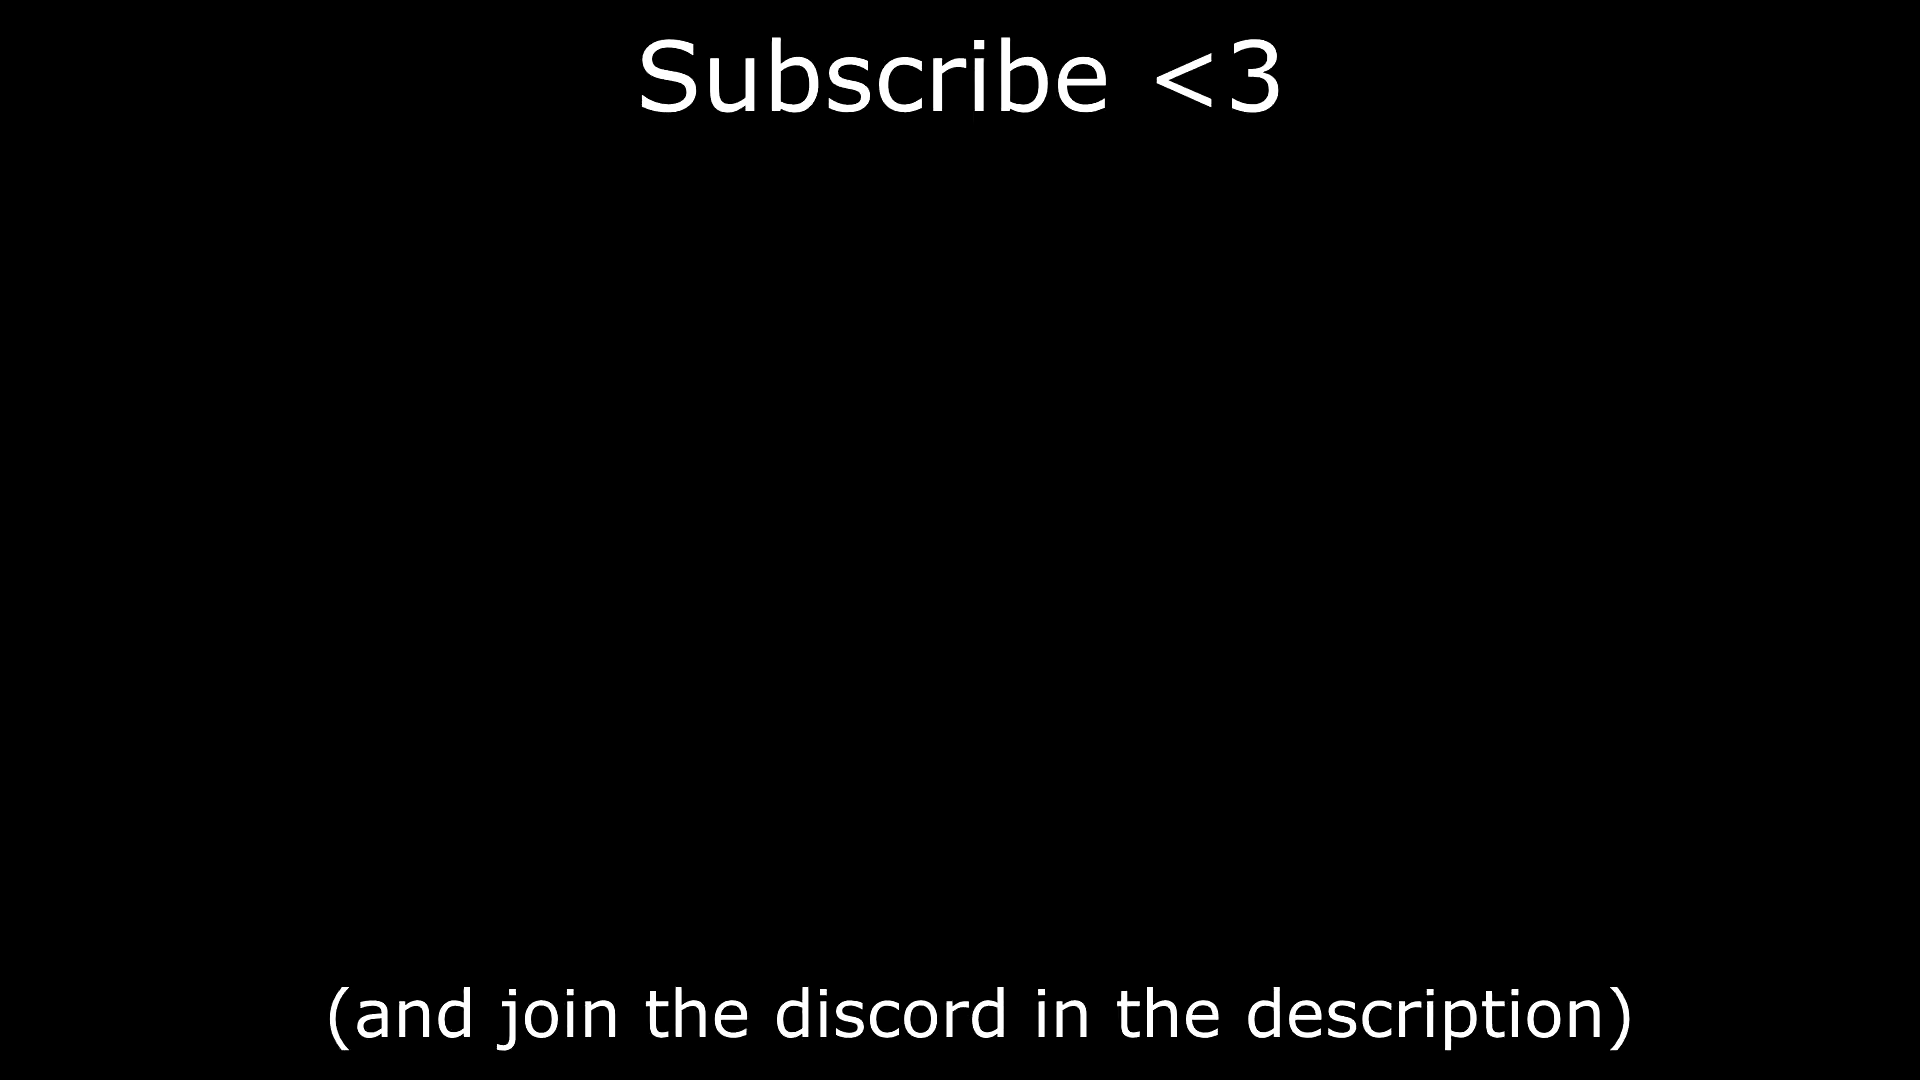 Subscribe <3
(and join the discord in the description)